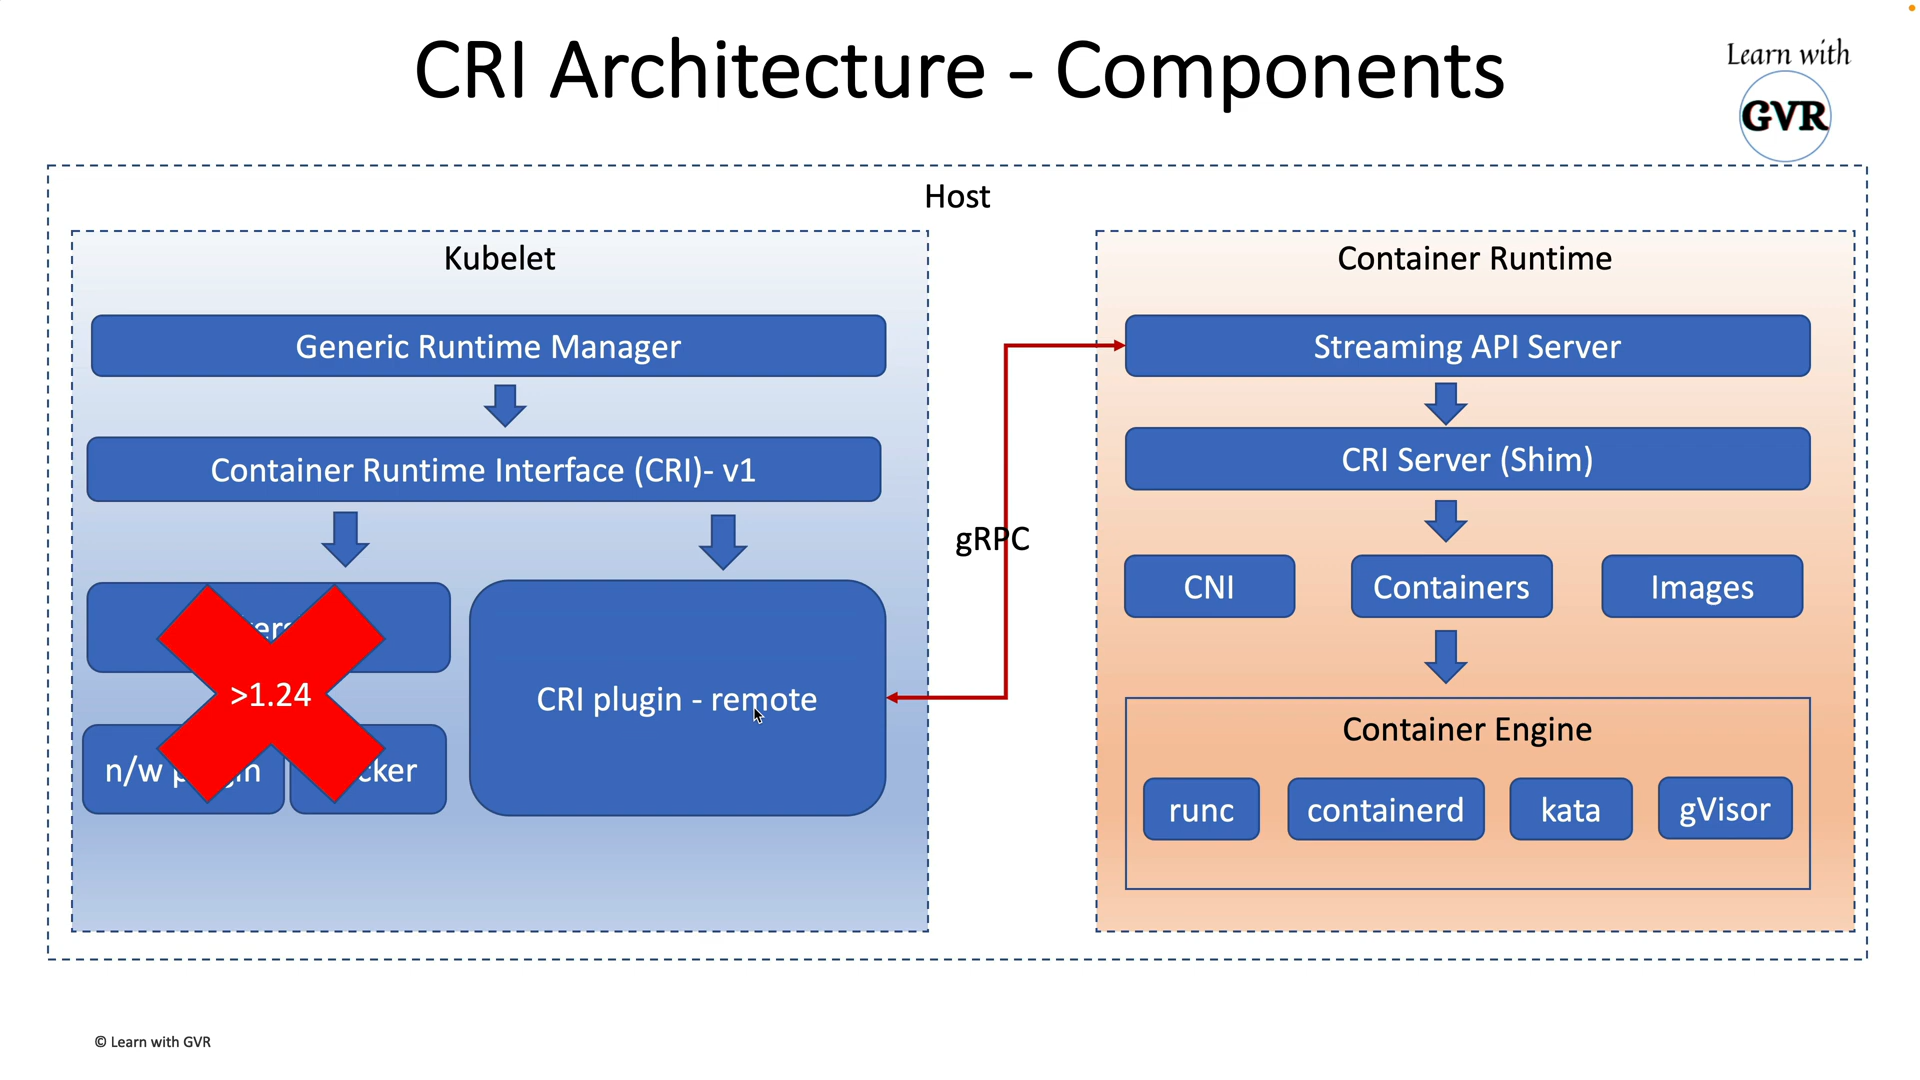 CRI Architecture - Components
Learn with
GVR
Host
Kubelet
Generic Runtime Manager
Container Runtime Interface (CRI)- v1
>1.24
n/w
CRI plugin - remote
gRPC
Container Runtime
Streaming API Server
CRI Server (Shim)
CNI
Containers
Images
Container Engine
runc
containerd
kata
gVisor
© Learn with GVR